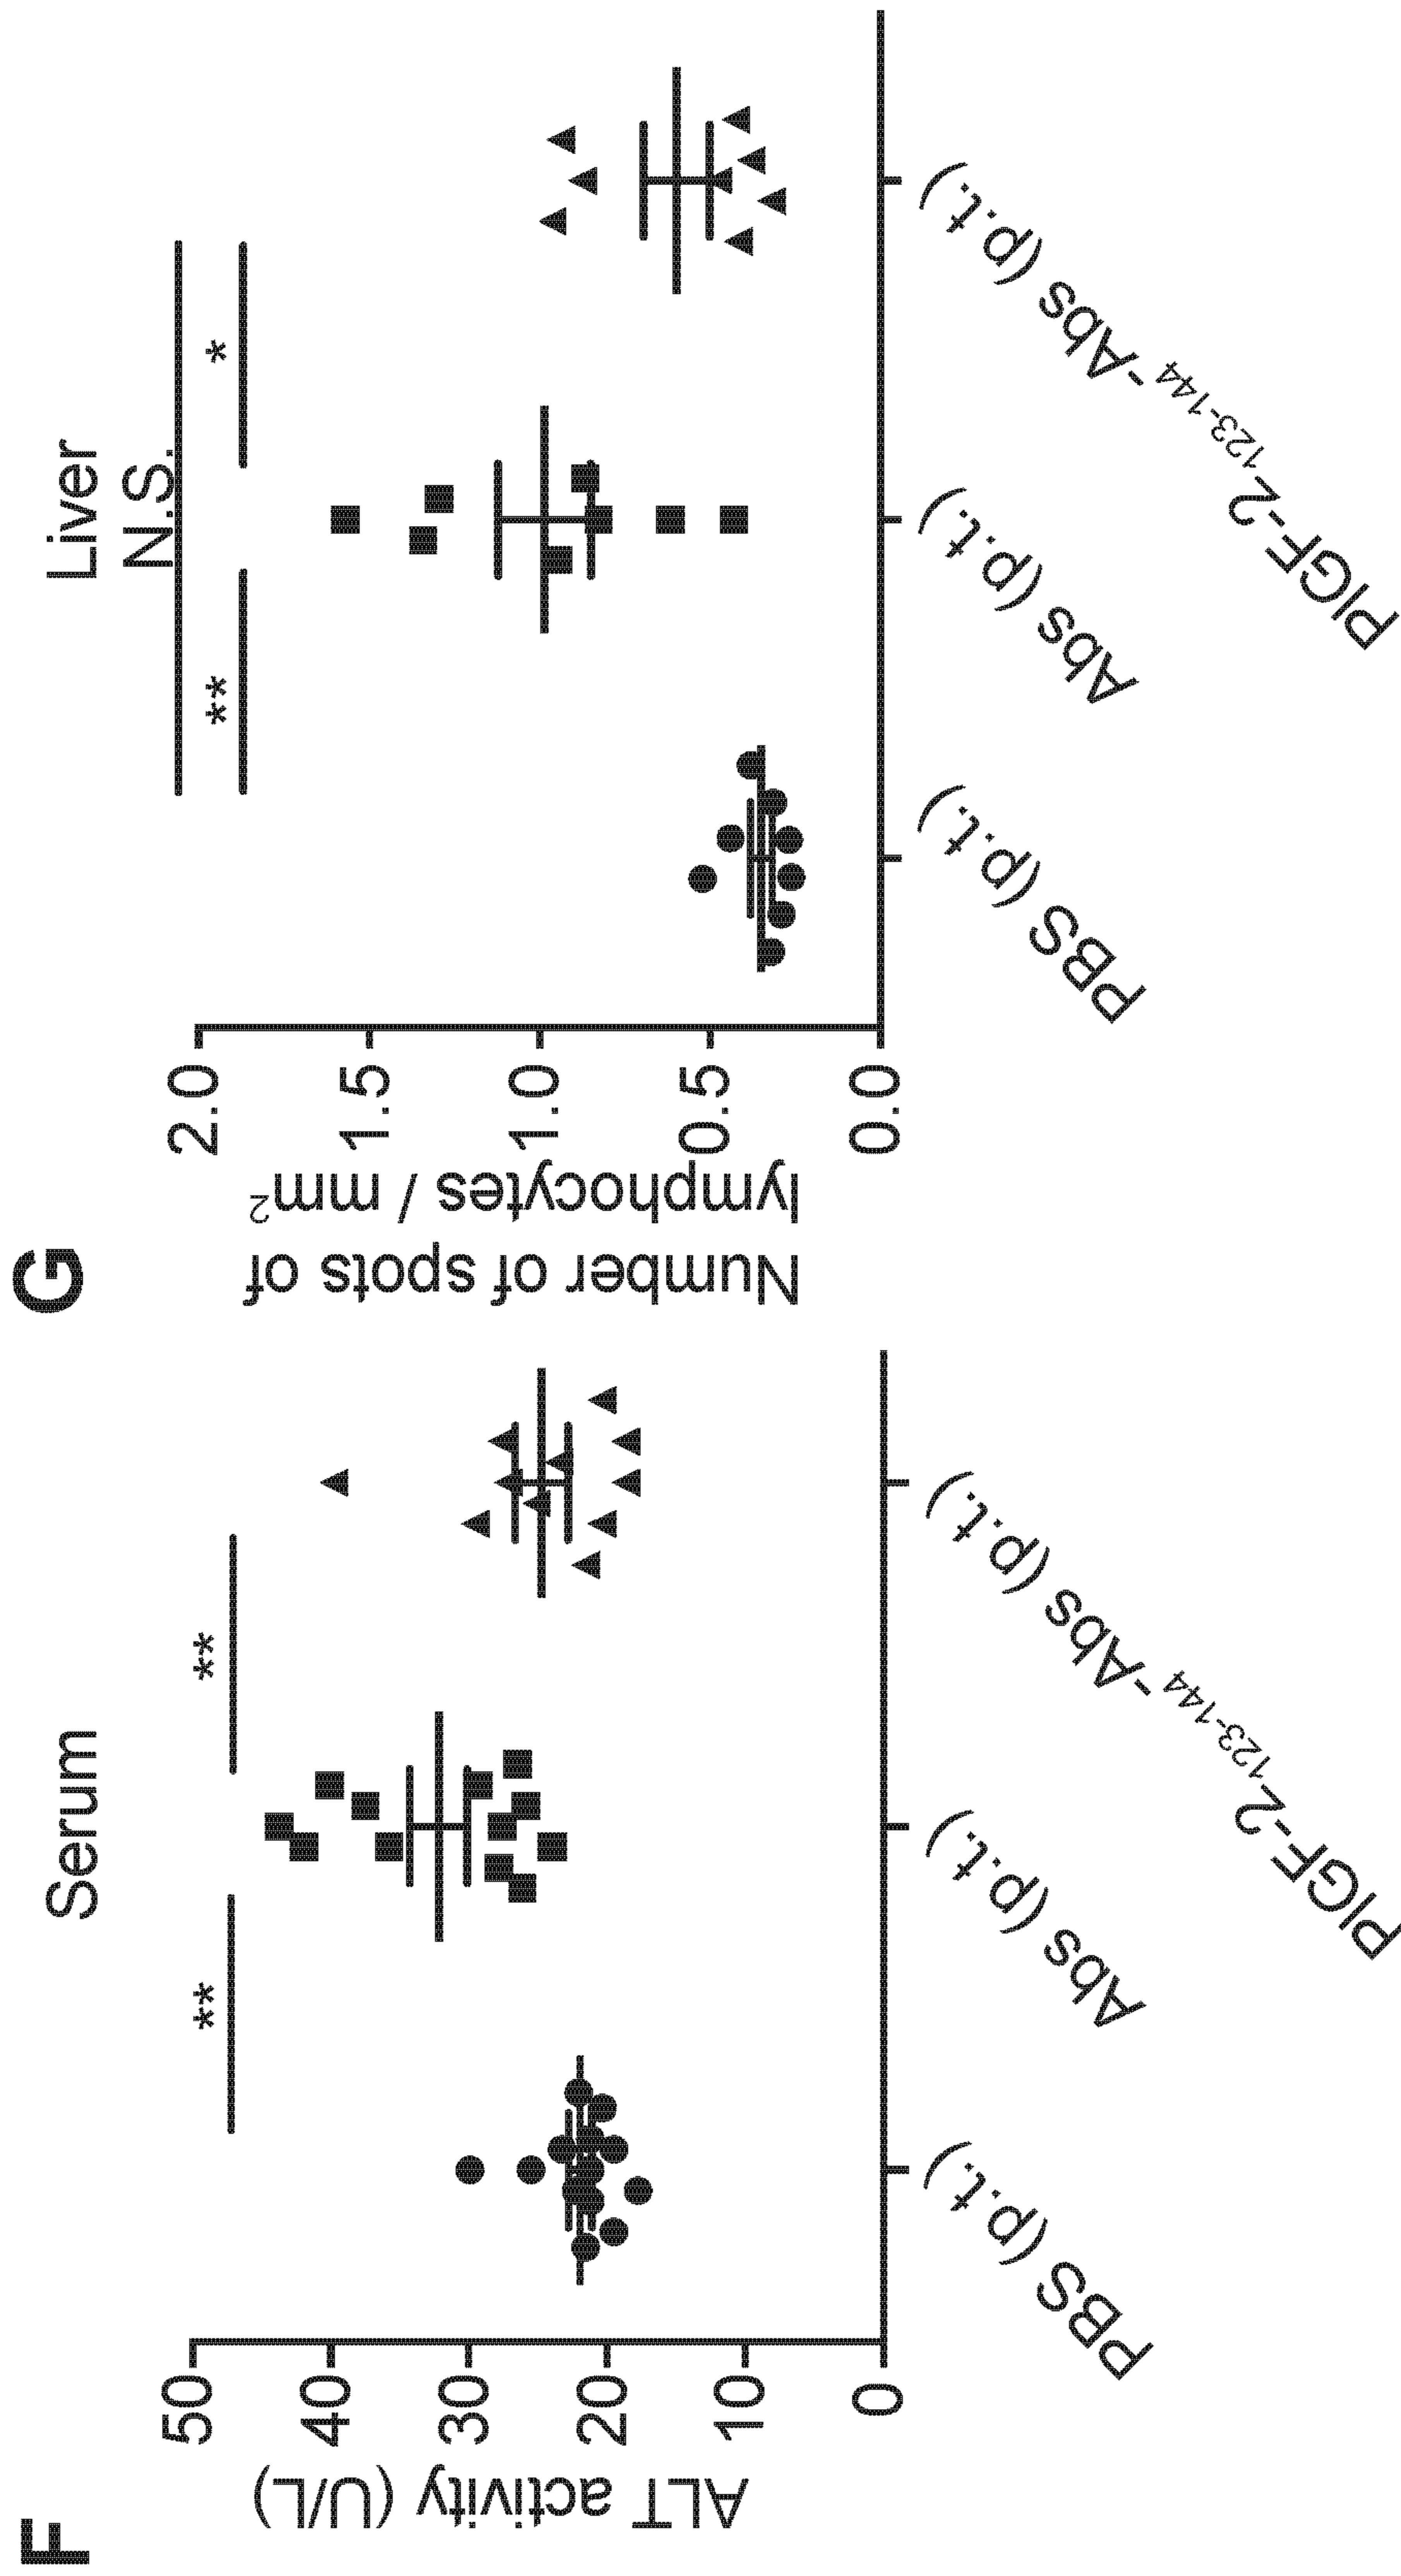 F
Serum
**
**
ALT activity (U/L)
50
40
30
20
10
0
PBS (p.t.)
Abs (p.t.)
PlGF-2₁₂₃₋₁₄₄-Abs (p.t.)
G
Liver
N.S.
**
*
Number of spots of
lymphocytes / mm²
2.0
1.5
1.0
0.5
0.0
PBS (p.t.)
Abs (p.t.)
PlGF-2₁₂₃₋₁₄₄-Abs (p.t.)